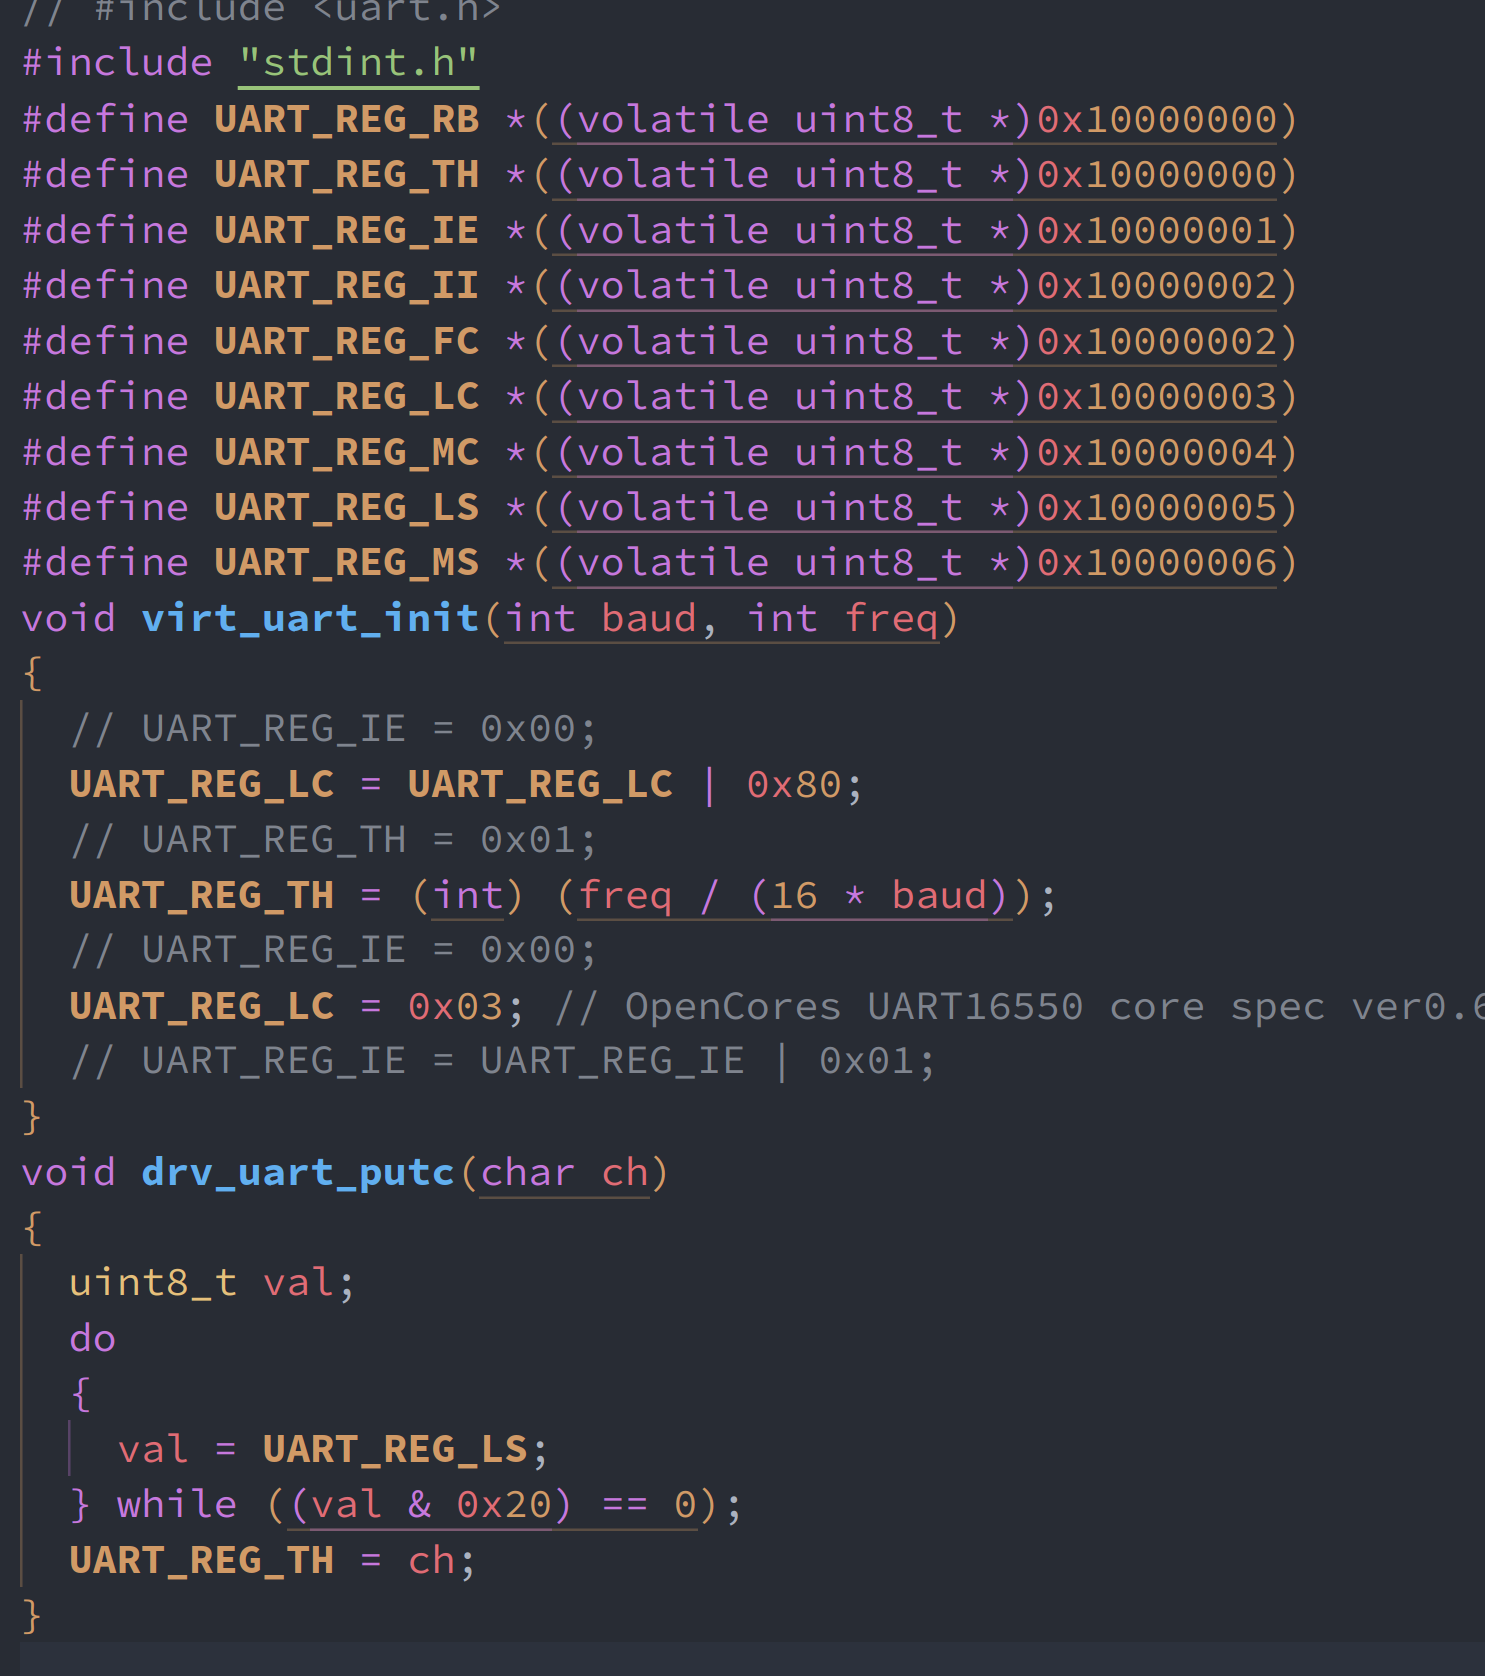 // #include <uart.h>
#include "stdint.h"
#define UART_REG_RB *((volatile uint8_t *)0x10000000)
#define UART_REG_TH *((volatile uint8_t *)0x10000000)
#define UART_REG_IE *((volatile uint8_t *)0x10000001)
#define UART_REG_II *((volatile uint8_t *)0x10000002)
#define UART_REG_FC *((volatile uint8_t *)0x10000002)
#define UART_REG_LC *((volatile uint8_t *)0x10000003)
#define UART_REG_MC *((volatile uint8_t *)0x10000004)
#define UART_REG_LS *((volatile uint8_t *)0x10000005)
#define UART_REG_MS *((volatile uint8_t *)0x10000006)
void virt_uart_init(int baud, int freq)
{
  // UART_REG_IE = 0x00;
  UART_REG_LC = UART_REG_LC | 0x80;
  // UART_REG_TH = 0x01;
  UART_REG_TH = (int) (freq / (16 * baud));
  // UART_REG_IE = 0x00;
  UART_REG_LC = 0x03; // OpenCores UART16550 core spec ver0.6
  // UART_REG_IE = UART_REG_IE | 0x01;
}
void drv_uart_putc(char ch)
{
  uint8_t val;
  do
  {
    val = UART_REG_LS;
  } while ((val & 0x20) == 0);
  UART_REG_TH = ch;
}